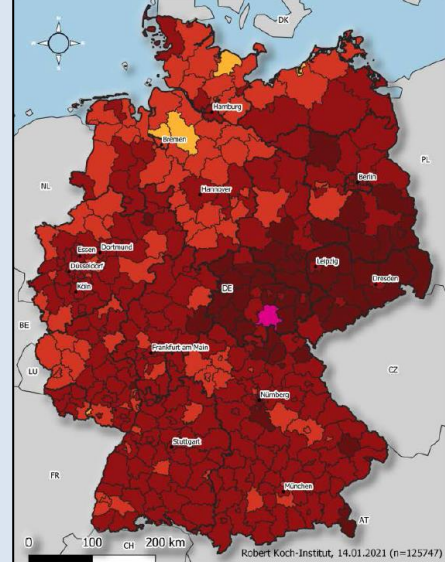 DK
Hamburg
Bremen
PL
NL
Hannover
Berlin
Essen Dortmund
Düsseldorf
Leipzig
Köln
DE
Dresden
BE
Frankfurt am Main
LU
CZ
Nürnberg
Stuttgart
FR
München
AT
0 100 200 km
CH
Robert Koch-Institut, 14.01.2021 (n=125747)